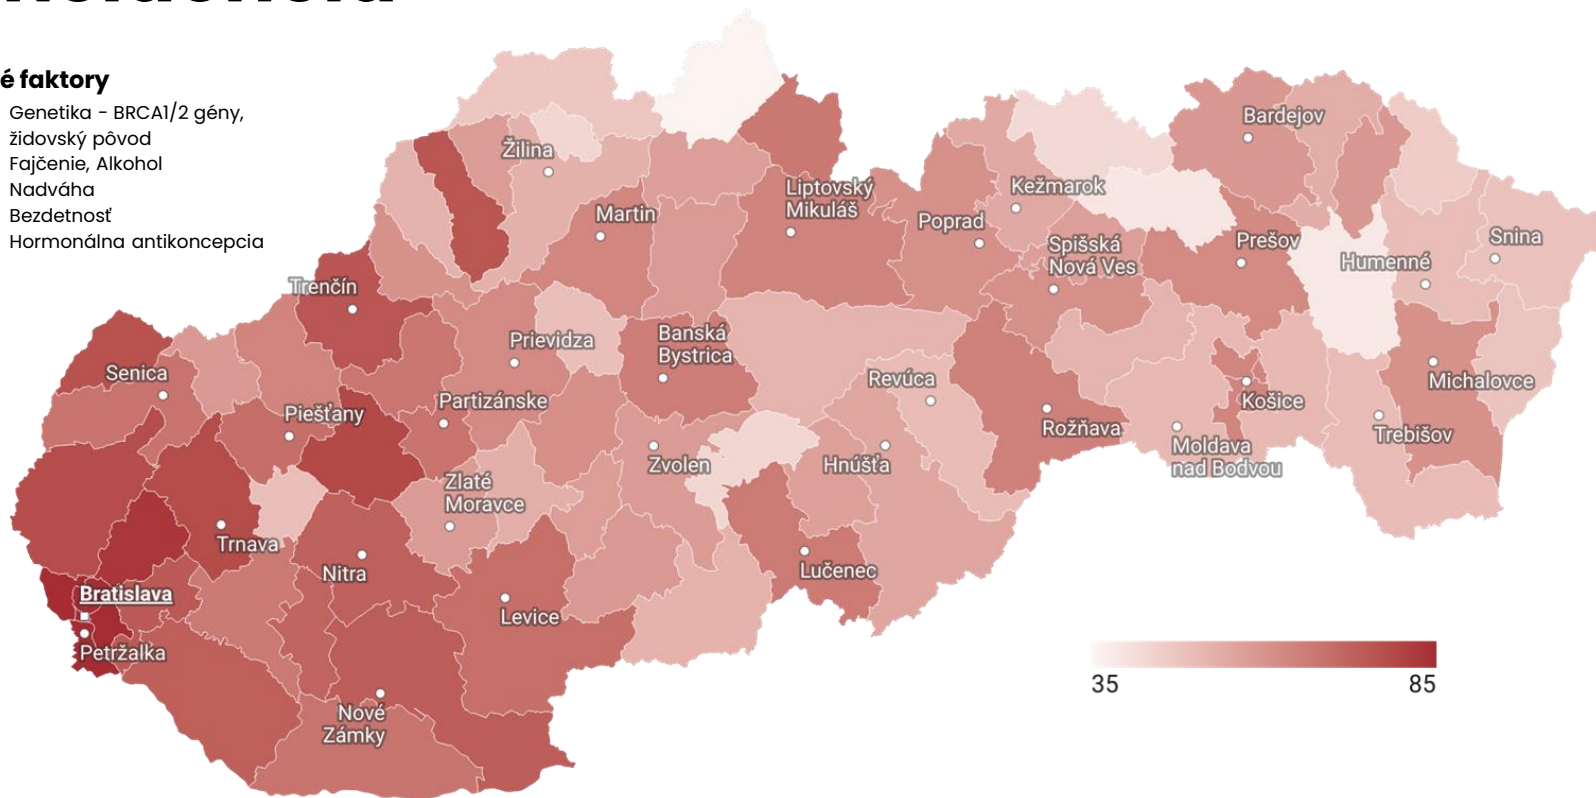 é faktory
Genetika - BRCA1/2 gény,
židovský pôvod
Fajčenie, Alkohol
Nadváha
Bezdetnosť
Hormonálna antikoncepcia
Bardejov
Žilina
Kežmarok
Liptovský
Mikuláš
Martin
Poprad
Snina
Prešov
Spišská
Nová Ves
Humenné
Trenčín
Banská
Bystrica
Prievidza
Senica
Revúca
Michalovce
Partizánske
Košice
Piešťany
Rožňava
Trebišov
Moldava
nad Bodvou
Zvolen
Hnúšťa
Zlaté
Moravce
Trnava
Nitra
Lučenec
Bratislava
Levice
Petržalka
35
85
Nové
Zámky